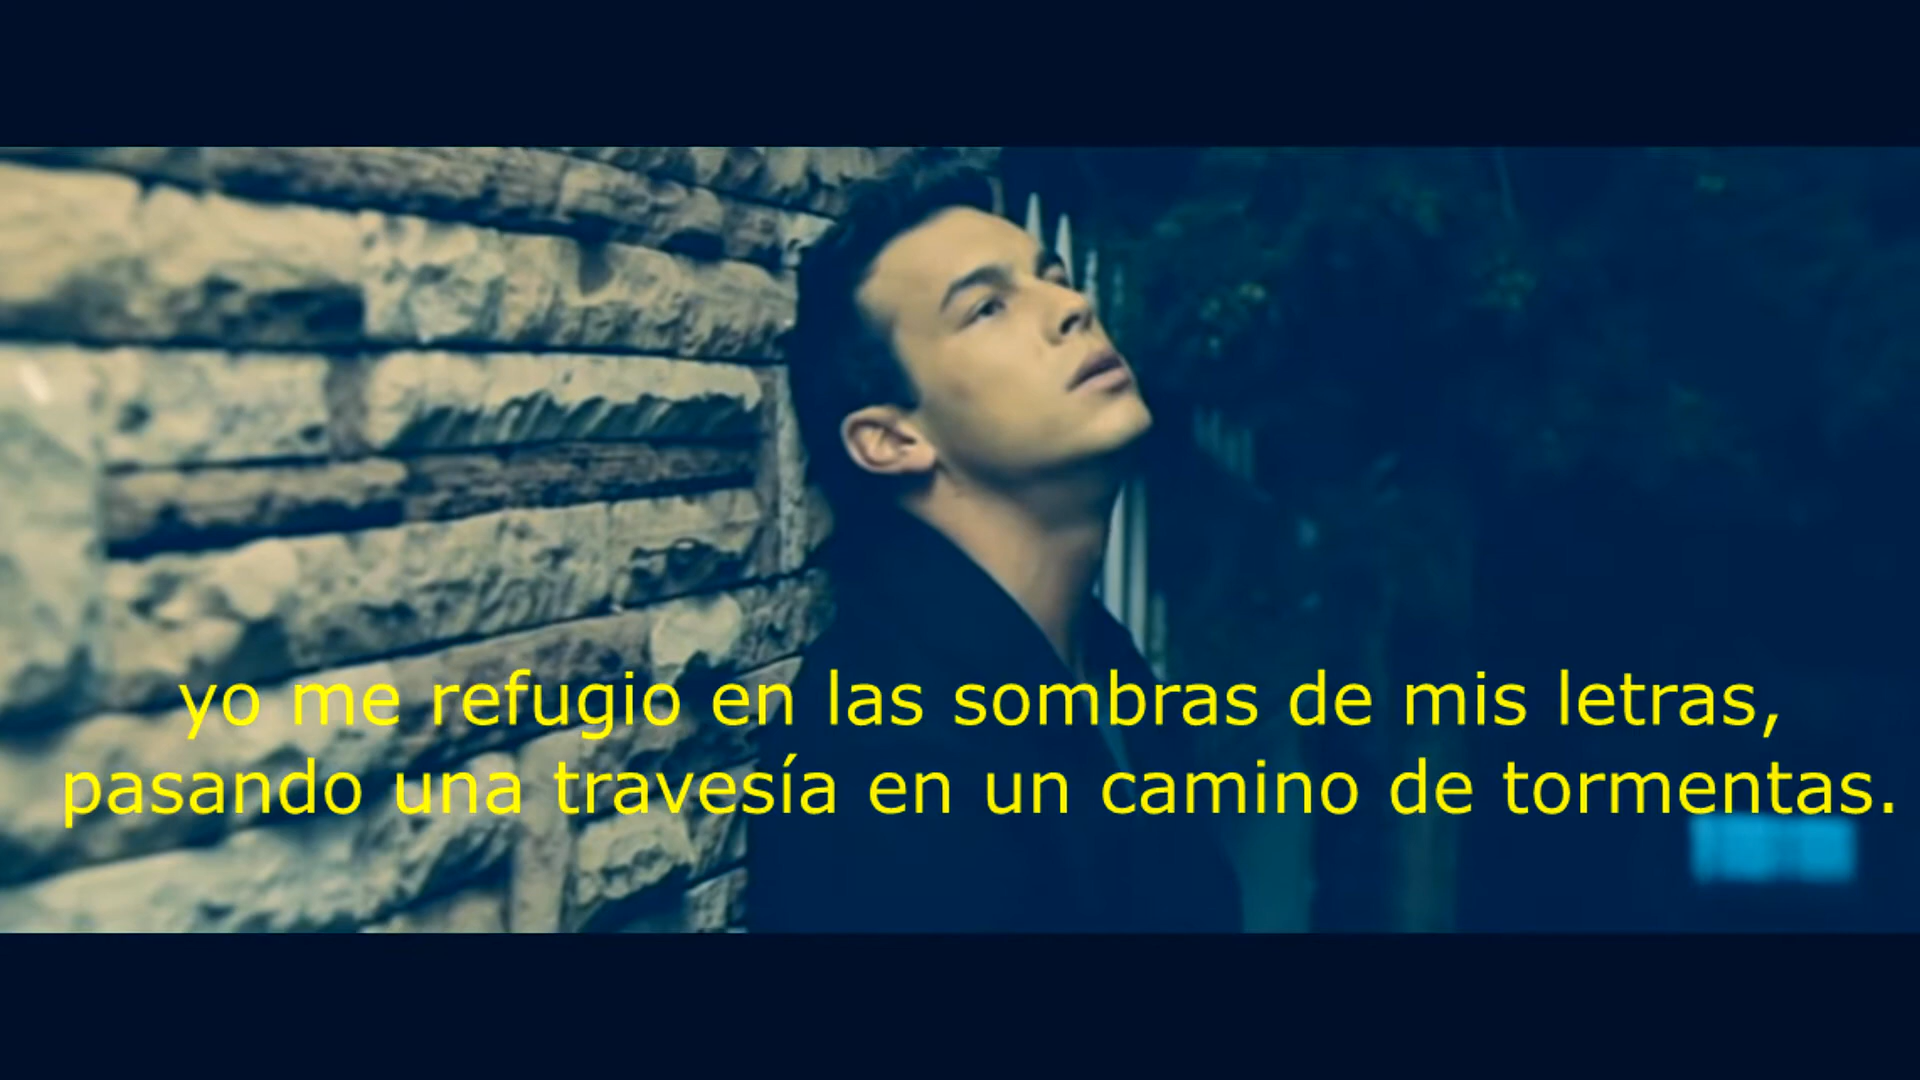 yo me refugio en las sombras de mis letras,
pasando una travesía en un camino de tormentas.